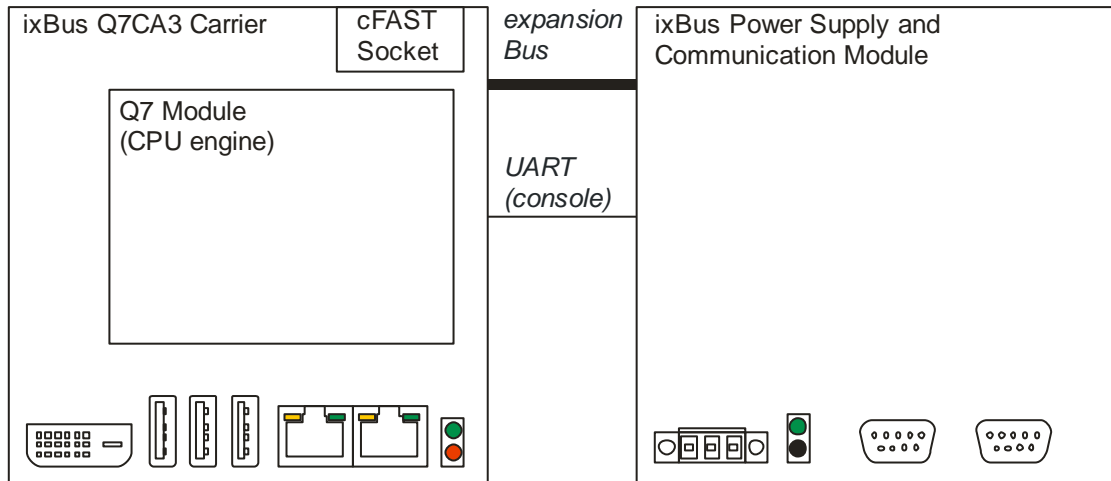 ixBus Q7CA3 Carrier
cFAST
Socket
Q7 Module
(CPU engine)
expansion
Bus
UART
(console)
ixBus Power Supply and
Communication Module